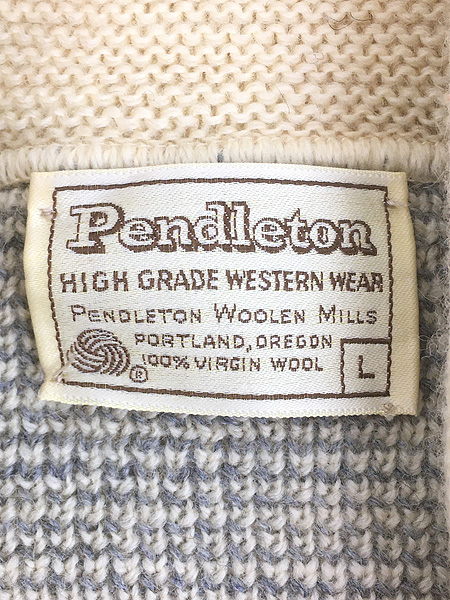 Pendleton
HIGH GRADE WESTERN WEAR
PENDLETON WOOLEN MILLS
PORTLAND, OREGON
100% VIRGIN WOOL
®
L